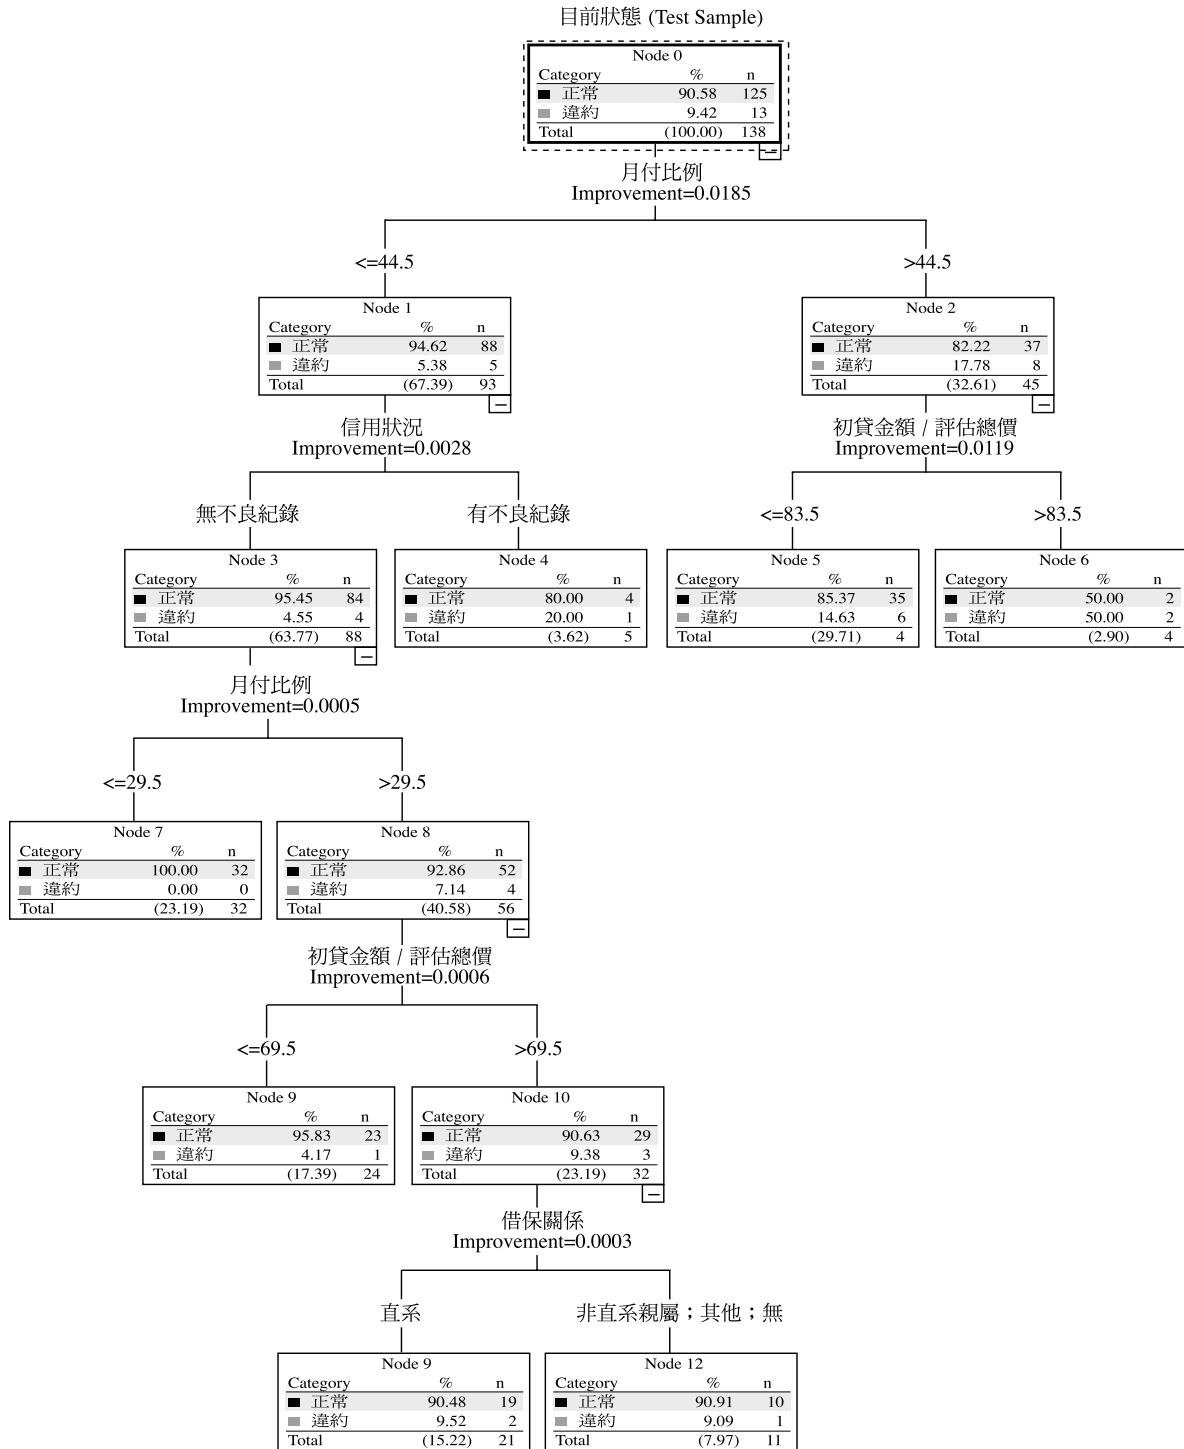 目前狀態 (Test Sample)
Node 0
Category % n
正常 90.58 125
違約 9.42 13
Total (100.00) 138
月付比例
Improvement=0.0185
<=44.5 >44.5
Node 1
Category % n
正常 94.62 88
違約 5.38 5
Total (67.39) 93
Node 2
Category % n
正常 82.22 37
違約 17.78 8
Total (32.61) 45
信用狀況
Improvement=0.0028
初貸金額 / 評估總價
Improvement=0.0119
無不良紀錄 有不良紀錄 <=83.5 >83.5
Node 3
Category % n
正常 95.45 84
違約 4.55 4
Total (63.77) 88
Node 4
Category % n
正常 80.00 4
違約 20.00 1
Total (3.62) 5
Node 5
Category % n
正常 85.37 35
違約 14.63 6
Total (29.71) 4
Node 6
Category % n
正常 50.00 2
違約 50.00 2
Total (2.90) 4
月付比例
Improvement=0.0005
<=29.5 >29.5
Node 7
Category % n
正常 100.00 32
違約 0.00 0
Total (23.19) 32
Node 8
Category % n
正常 92.86 52
違約 7.14 4
Total (40.58) 56
初貸金額 / 評估總價
Improvement=0.0006
<=69.5 >69.5
Node 9
Category % n
正常 95.83 23
違約 4.17 1
Total (17.39) 24
Node 10
Category % n
正常 90.63 29
違約 9.38 3
Total (23.19) 32
借保關係
Improvement=0.0003
直系 非直系親屬；其他；無
Node 9
Category % n
正常 90.48 19
違約 9.52 2
Total (15.22) 21
Node 12
Category % n
正常 90.91 10
違約 9.09 1
Total (7.97) 11